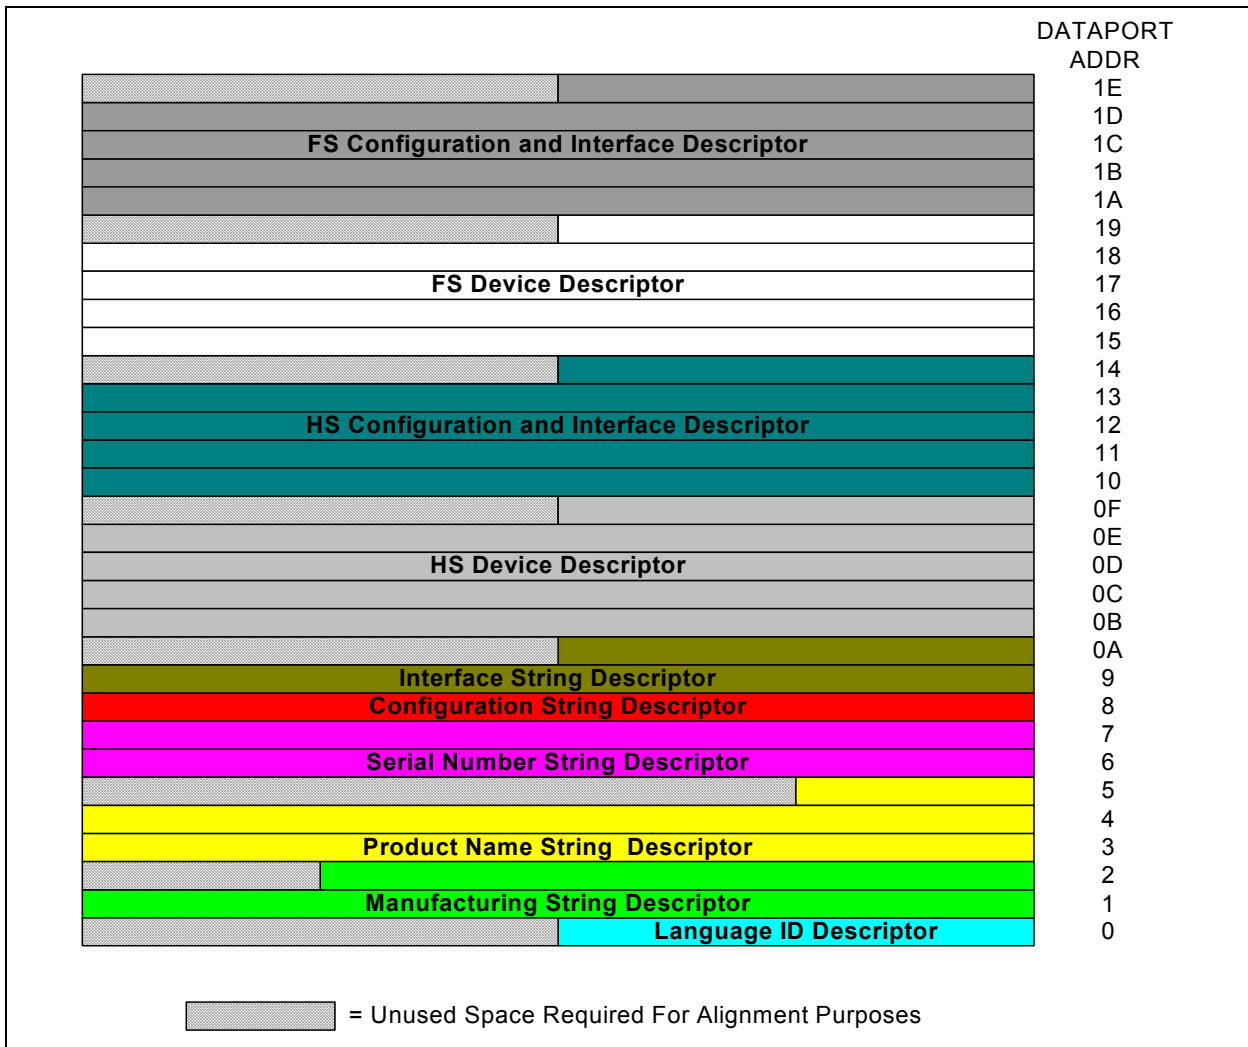 DATAPORT
ADDR
1E
1D
FS Configuration and Interface Descriptor 1C
1B
1A
19
18
FS Device Descriptor 17
16
15
14
13
HS Configuration and Interface Descriptor 12
11
10
0F
0E
HS Device Descriptor 0D
0C
0B
0A
Interface String Descriptor 9
Configuration String Descriptor 8
7
Serial Number String Descriptor 6
5
4
Product Name String Descriptor 3
2
Manufacturing String Descriptor 1
Language ID Descriptor 0
= Unused Space Required For Alignment Purposes